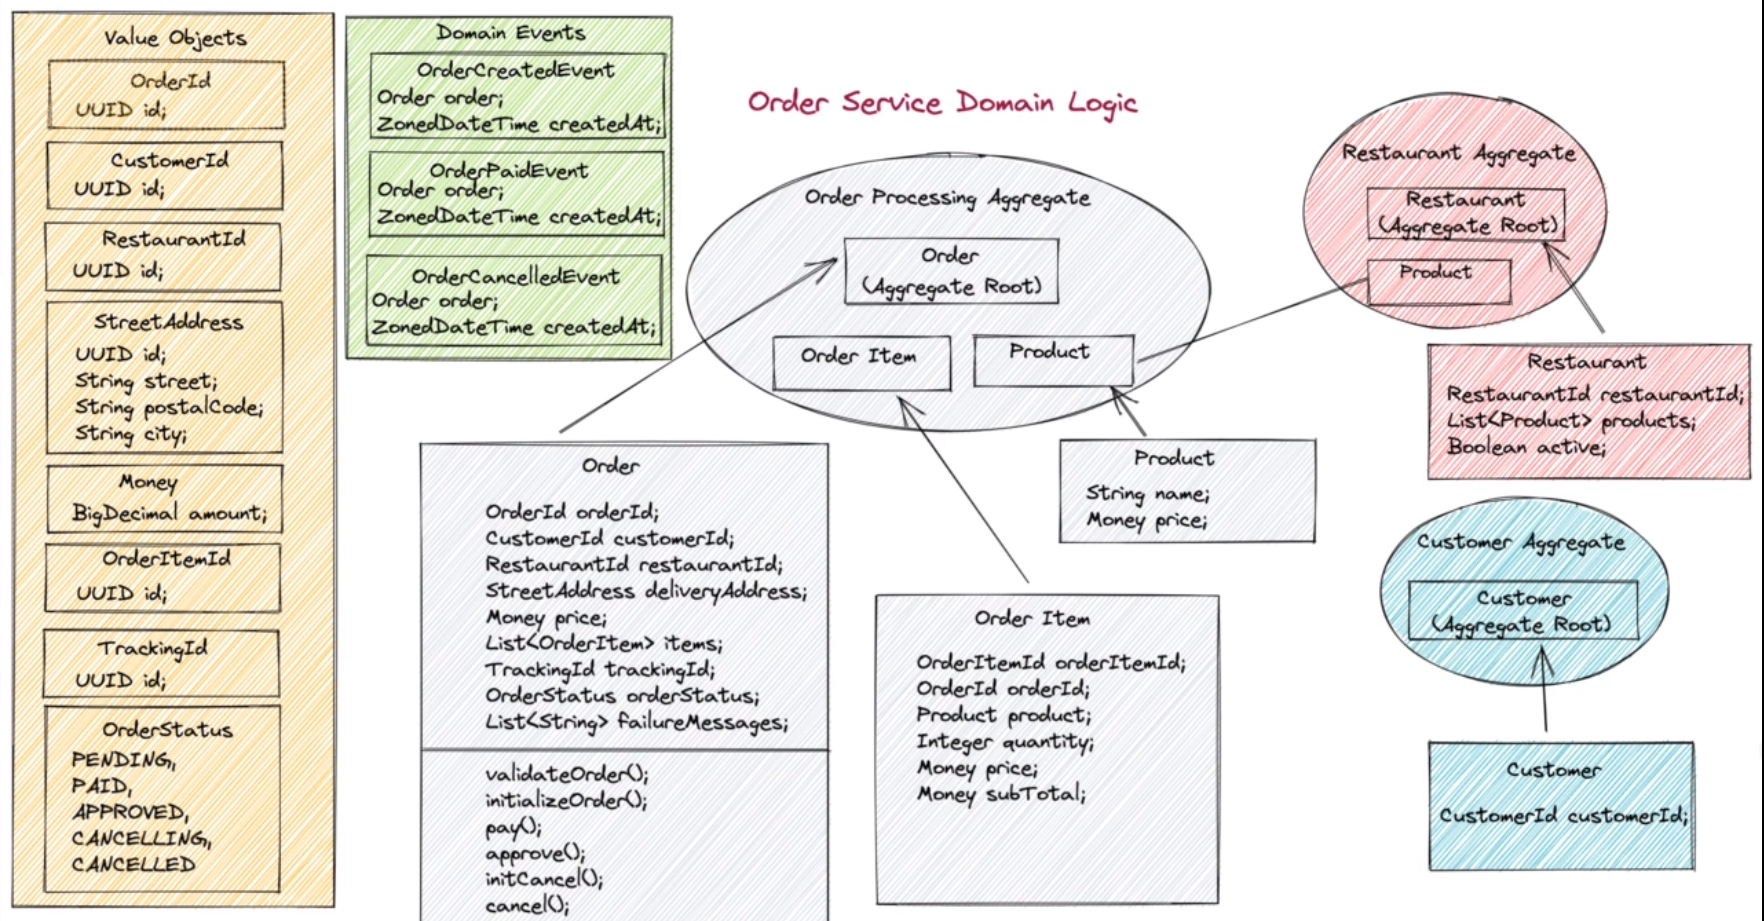 Value Objects
OrderId
UUID id;
CustomerId
UUID id;
RestaurantId
UUID id;
StreetAddress
UUID id;
String street;
String postalCode;
String city;
Money
BigDecimal amount;
OrderItemId
UUID id;
TrackingId
UUID id;
OrderStatus
PENDING,
PAID,
APPROVED,
CANCELLING,
CANCELLED
Domain Events
OrderCreatedEvent
Order order;
ZonedDateTime createdAt;
OrderPaidEvent
Order order;
ZonedDateTime createdAt;
OrderCancelledEvent
Order order;
ZonedDateTime createdAt;
Order Service Domain Logic
Order Processing Aggregate
Order
(Aggregate Root)
Order Item
Product
Order
OrderId orderId;
CustomerId customerId;
RestaurantId restaurantId;
StreetAddress deliveryAddress;
Money price;
List<OrderItem> items;
TrackingId trackingId;
OrderStatus orderStatus;
List<String> failureMessages;
validateOrder();
initializeOrder();
pay();
approve();
initCancel();
cancel();
Order Item
OrderItemId orderItemId;
OrderId orderId;
Product product;
Integer quantity;
Money price;
Money subTotal;
Product
String name;
Money price;
Restaurant Aggregate
Restaurant
(Aggregate Root)
Product
Restaurant
RestaurantId restaurantId;
List<Product> products;
Boolean active;
Customer Aggregate
Customer
(Aggregate Root)
Customer
CustomerId customerId;